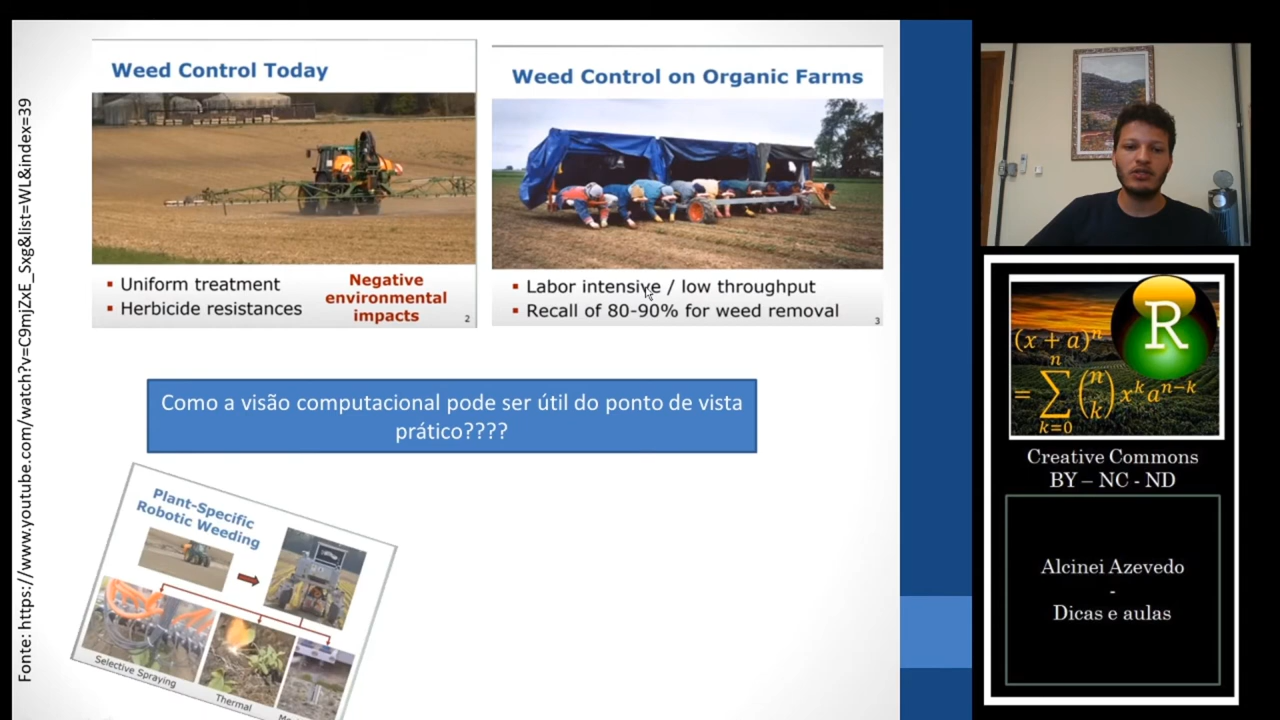 Fonte: https://www.youtube.com/watch?v=C9mjZxE_Sxg&list=WL&index=39
Weed Control Today
▪ Uniform treatment
▪ Herbicide resistances
Negative
environmental
impacts
2
Weed Control on Organic Farms
▪ Labor intensive / low throughput
▪ Recall of 80-90% for weed removal
3
Como a visão computacional pode ser útil do ponto de vista
prático????
Plant-Specific
Robotic Weeding
Selective Spraying
Thermal
R
(x + a)^n
= ∑_{k=0}^{n} (n k) x^k a^{n-k}
Creative Commons
BY – NC - ND
Alcinei Azevedo
-
Dicas e aulas